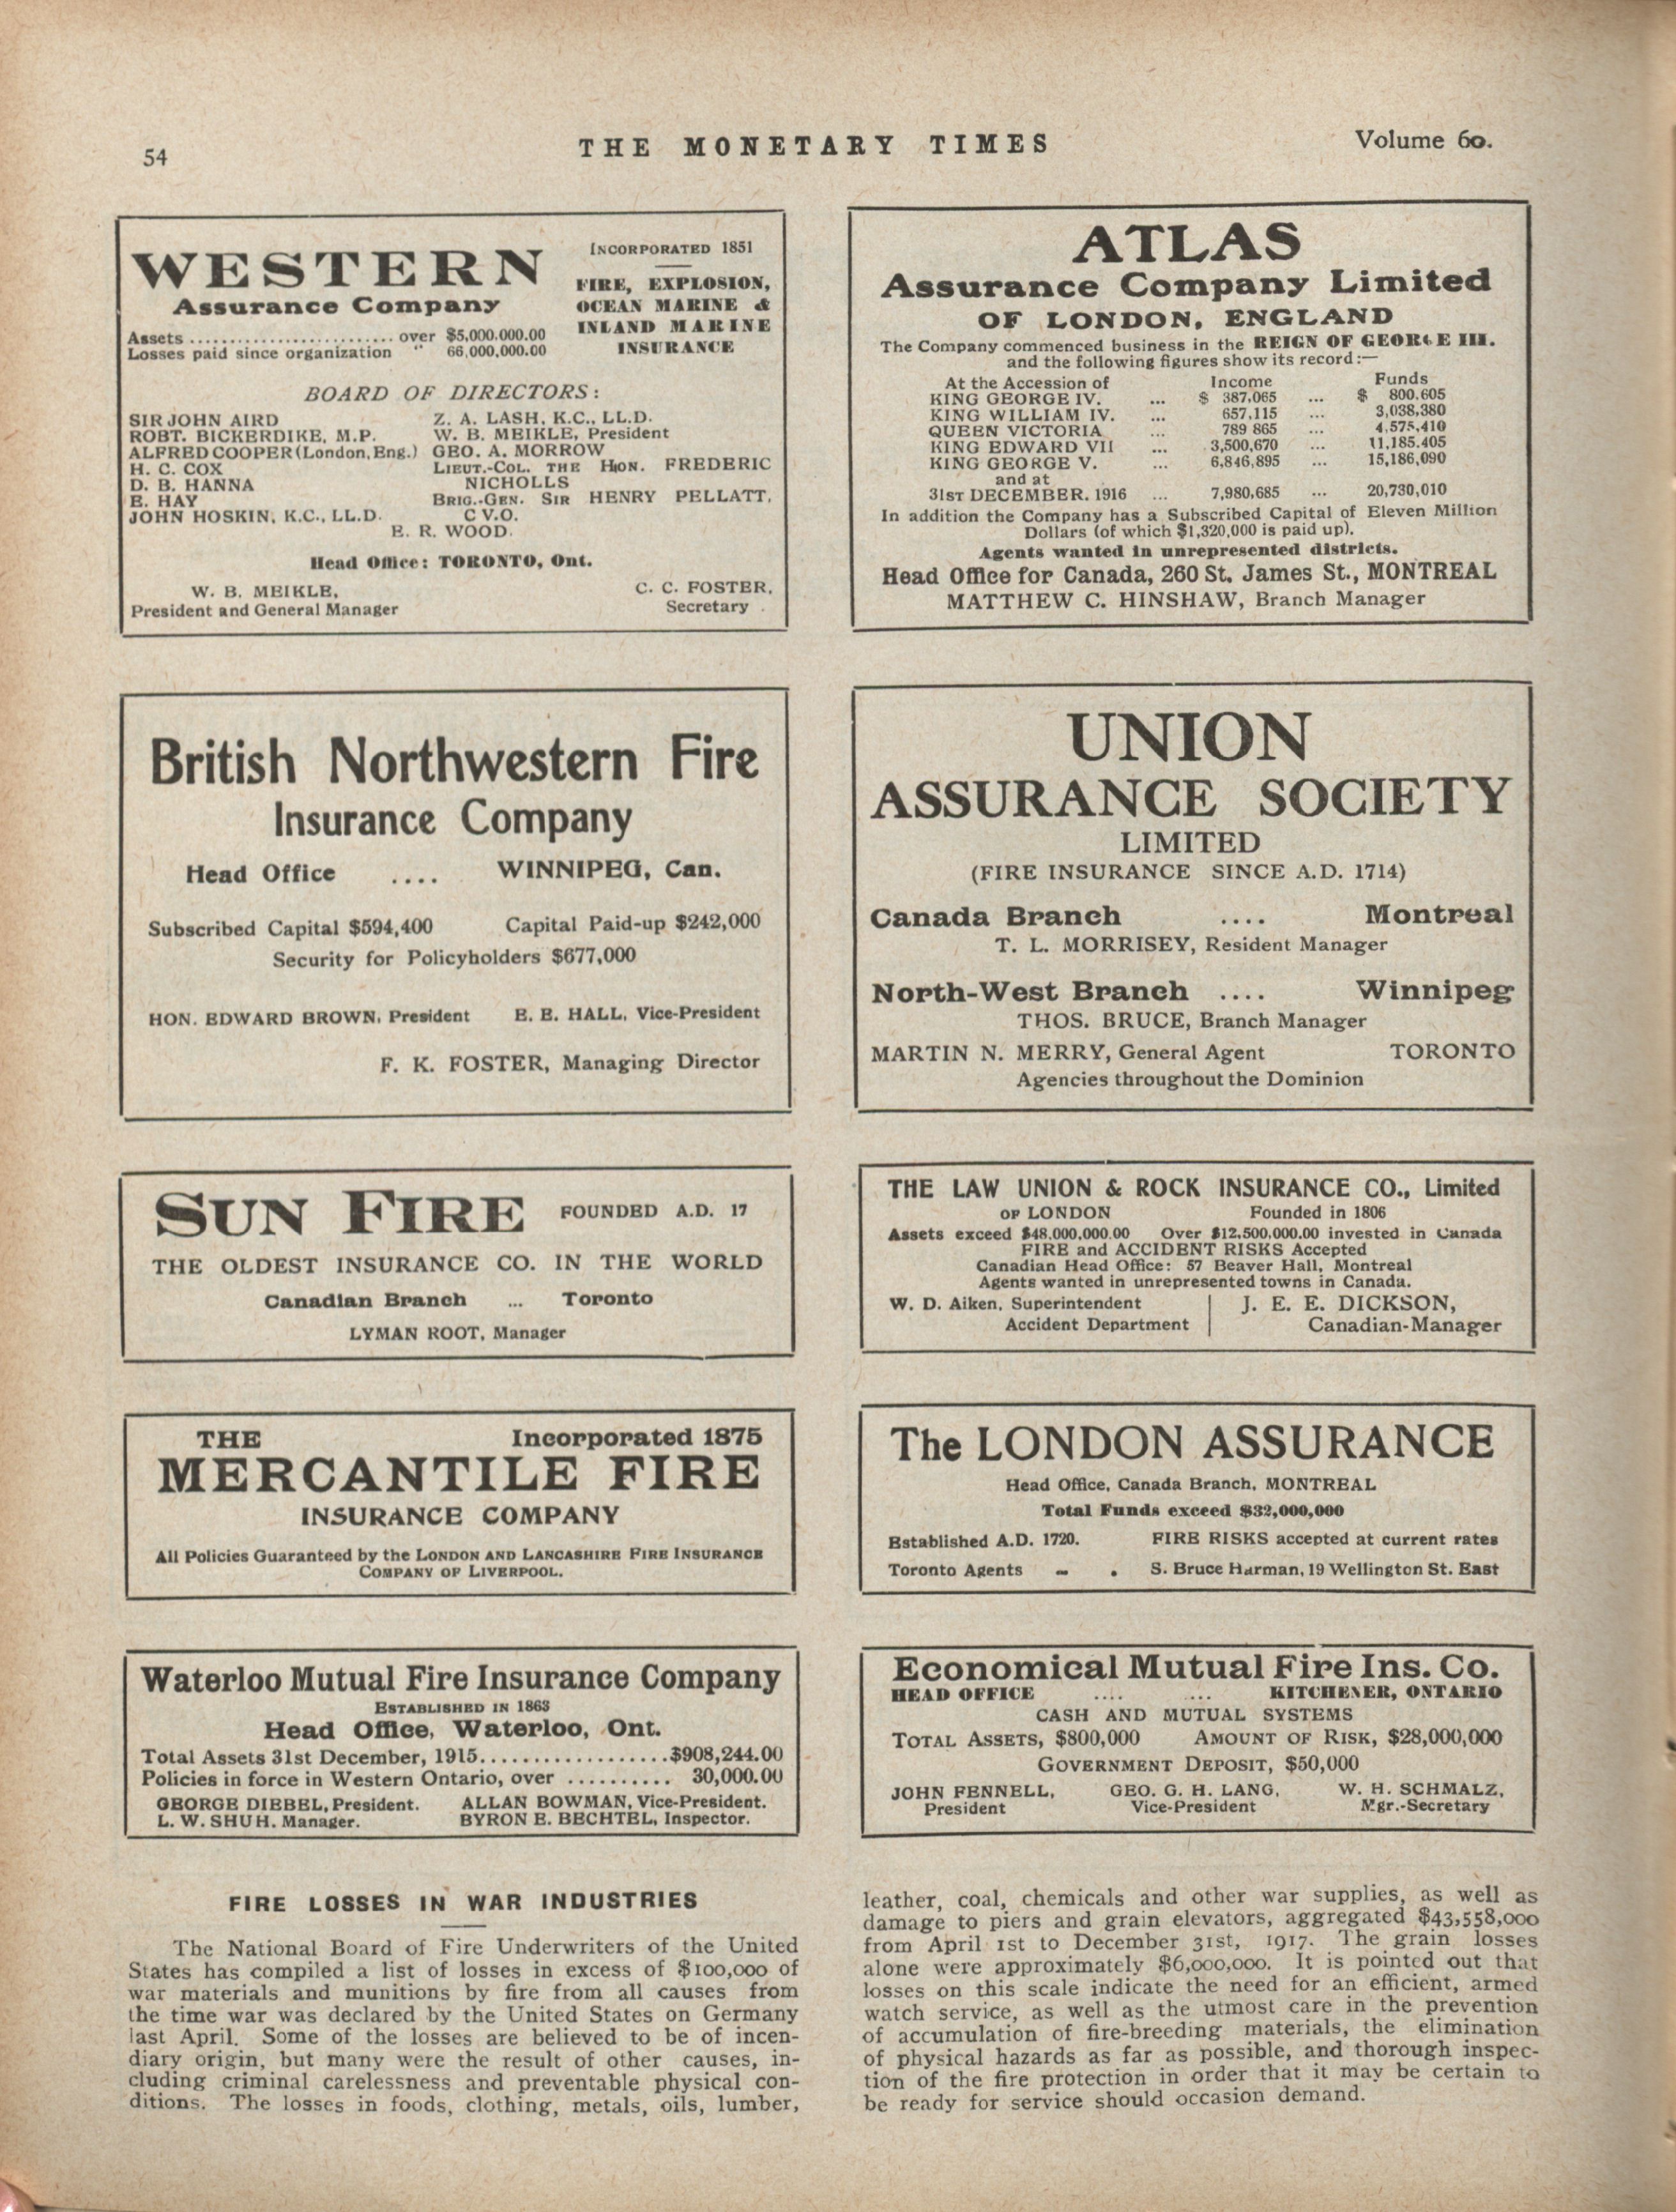 54
THE MONETARY TIMES
Volume 60.
WESTERN
Assurance Company
INCORPORATED 1851
FIRE, EXPLOSION,
OCEAN MARINE &
INLAND MARINE
INSURANCE
Assets .......................... over $5,000.000.00
Losses paid since organization " 66,000,000.00
BOARD OF DIRECTORS:
SIR JOHN AIRD
ROBT. BICKERDIKE, M.P.
ALFRED COOPER (London, Eng.)
H. C. COX
D. B. HANNA
E. HAY
JOHN HOSKIN, K.C., LL.D.
Z. A. LASH, K.C., LL.D.
W. B. MEIKLE, President
GEO. A. MORROW
LIEUT.-COL. THE HON. FREDERIC
NICHOLLS
BRIG.-GEN. SIR HENRY PELLATT,
C V.O.
E. R. WOOD.
Head Office: TORONTO, Ont.
W. B. MEIKLE,
President and General Manager
C. C. FOSTER,
Secretary
ATLAS
Assurance Company Limited
OF LONDON, ENGLAND
The Company commenced business in the REIGN OF GEORGE III.
and the following figures show its record:—
At the Accession of Income Funds
KING GEORGE IV. ... $ 387,065 ... $ 800.605
KING WILLIAM IV. ... 657,115 ... 3,038,380
QUEEN VICTORIA ... 789 865 ... 4,575,410
KING EDWARD VII ... 3,500,670 ... 11,185.405
KING GEORGE V. ... 6,846,895 ... 15,186,090
and at
31ST DECEMBER. 1916 ... 7,980,685 ... 20,730,010
In addition the Company has a Subscribed Capital of Eleven Million
Dollars (of which $1,320,000 is paid up).
Agents wanted in unrepresented districts.
Head Office for Canada, 260 St. James St., MONTREAL
MATTHEW C. HINSHAW, Branch Manager
British Northwestern Fire
Insurance Company
Head Office .... WINNIPEG, Can.
Subscribed Capital $594,400 Capital Paid-up $242,000
Security for Policyholders $677,000
HON. EDWARD BROWN, President E. E. HALL, Vice-President
F. K. FOSTER, Managing Director
UNION
ASSURANCE SOCIETY
LIMITED
(FIRE INSURANCE SINCE A.D. 1714)
Canada Branch .... Montreal
T. L. MORRISEY, Resident Manager
North-West Branch .... Winnipeg
THOS. BRUCE, Branch Manager
MARTIN N. MERRY, General Agent TORONTO
Agencies throughout the Dominion
SUN FIRE FOUNDED A.D. 17
THE OLDEST INSURANCE CO. IN THE WORLD
Canadian Branch ... Toronto
LYMAN ROOT, Manager
THE LAW UNION & ROCK INSURANCE CO., Limited
OF LONDON Founded in 1806
Assets exceed $48,000,000.00 Over $12,500,000.00 invested in Canada
FIRE and ACCIDENT RISKS Accepted
Canadian Head Office: 57 Beaver Hall, Montreal
Agents wanted in unrepresented towns in Canada.
W. D. Aiken, Superintendent
Accident Department
J. E. E. DICKSON,
Canadian-Manager
THE Incorporated 1875
MERCANTILE FIRE
INSURANCE COMPANY
All Policies Guaranteed by the LONDON AND LANCASHIRE FIRE INSURANCE
COMPANY OF LIVERPOOL.
The LONDON ASSURANCE
Head Office, Canada Branch, MONTREAL
Total Funds exceed $32,000,000
Established A.D. 1720. FIRE RISKS accepted at current rates
Toronto Agents - . S. Bruce Harman, 19 Wellington St. East
Waterloo Mutual Fire Insurance Company
ESTABLISHED IN 1863
Head Office, Waterloo, Ont.
Total Assets 31st December, 1915..................$908,244.00
Policies in force in Western Ontario, over .......... 30,000.00
GEORGE DIEBEL, President. ALLAN BOWMAN, Vice-President.
L. W. SHUH. Manager. BYRON E. BECHTEL, Inspector.
Economical Mutual Fire Ins. Co.
HEAD OFFICE .... ... KITCHENER, ONTARIO
CASH AND MUTUAL SYSTEMS
TOTAL ASSETS, $800,000 AMOUNT OF RISK, $28,000,000
GOVERNMENT DEPOSIT, $50,000
JOHN FENNELL, GEO. G. H. LANG, W. H. SCHMALZ,
President Vice-President Mgr.-Secretary
FIRE LOSSES IN WAR INDUSTRIES
The National Board of Fire Underwriters of the United
States has compiled a list of losses in excess of $100,000 of
war materials and munitions by fire from all causes from
the time war was declared by the United States on Germany
last April. Some of the losses are believed to be of incen-
diary origin, but many were the result of other causes, in-
cluding criminal carelessness and preventable physical con-
ditions. The losses in foods, clothing, metals, oils, lumber,
leather, coal, chemicals and other war supplies, as well as
damage to piers and grain elevators, aggregated $43,558,000
from April 1st to December 31st, 1917. The grain losses
alone were approximately $6,000,000. It is pointed out that
losses on this scale indicate the need for an efficient, armed
watch service, as well as the utmost care in the prevention
of accumulation of fire-breeding materials, the elimination
of physical hazards as far as possible, and thorough inspec-
tion of the fire protection in order that it may be certain to
be ready for service should occasion demand.